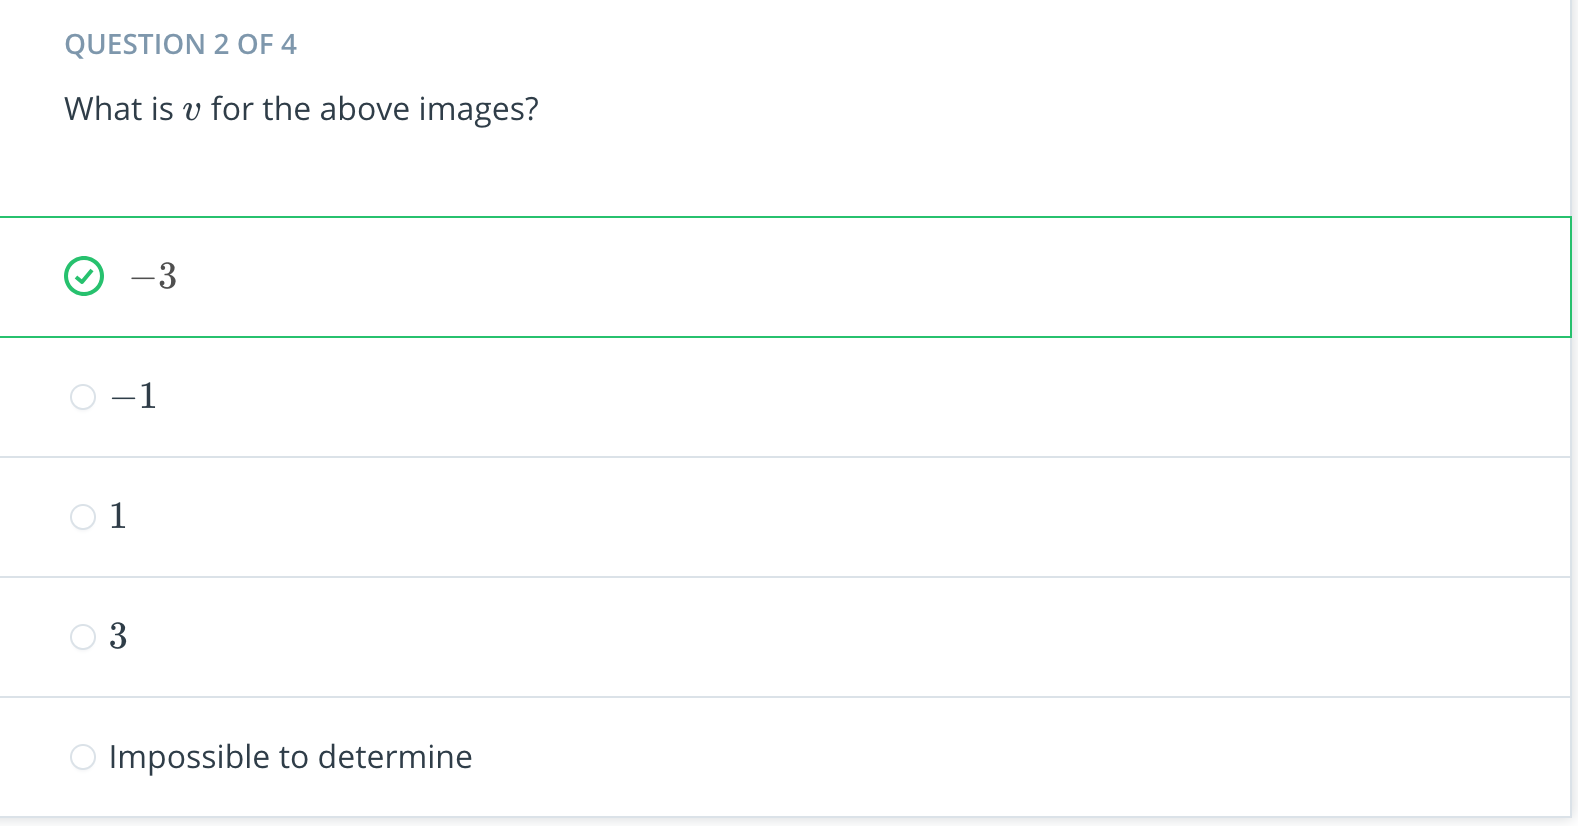 QUESTION 2 OF 4
What is v for the above images?
−3
−1
1
3
Impossible to determine